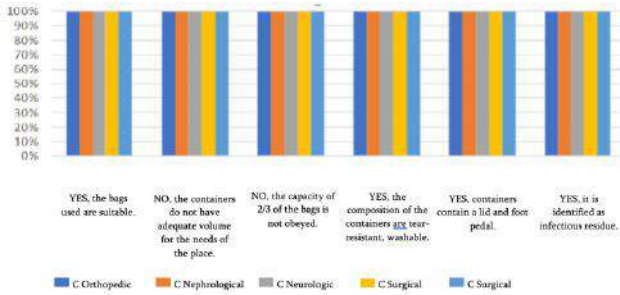 100%
90%
80%
70%
60%
50%
40%
30%
20%
10%
0%
YES, the bags
used are suitable.
NO, the containers
do not have
adequate volume
for the needs of
the place.
NO, the capacity of
2/3 of the bags is
not obeyed.
YES, the
composition of the
containers are tear-
resistant, washable.
YES, containers
contain a lid and foot
pedal.
YES, it is
identified as
infectious residue.
C Orthopedic C Nephrological C Neurologic C Surgical C Surgical